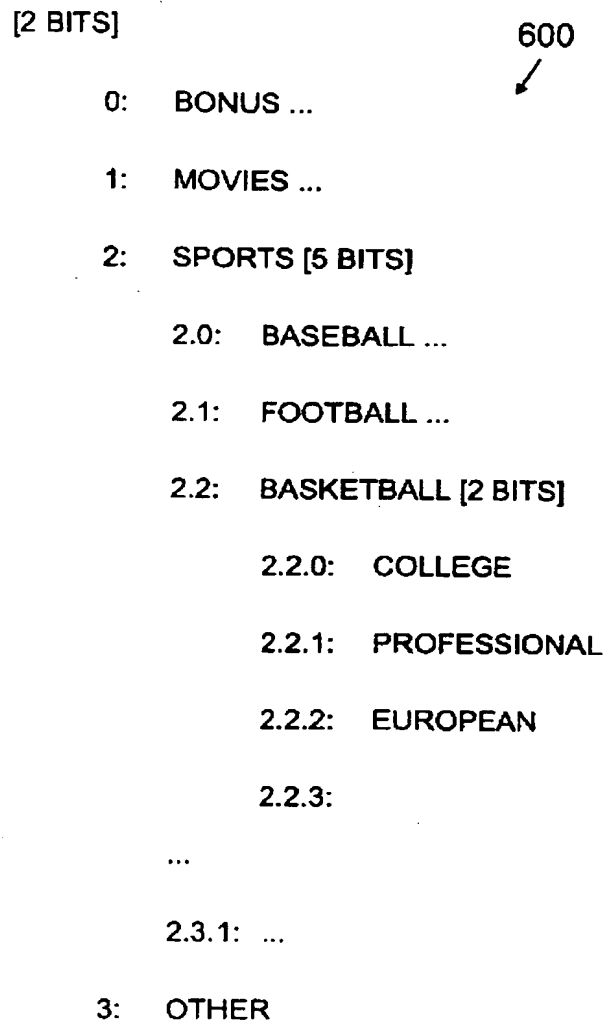 [2 BITS]
600
0: BONUS ...
1: MOVIES ...
2: SPORTS [5 BITS]
2.0: BASEBALL ...
2.1: FOOTBALL ...
2.2: BASKETBALL [2 BITS]
2.2.0: COLLEGE
2.2.1: PROFESSIONAL
2.2.2: EUROPEAN
2.2.3:
...
2.3.1: ...
3: OTHER